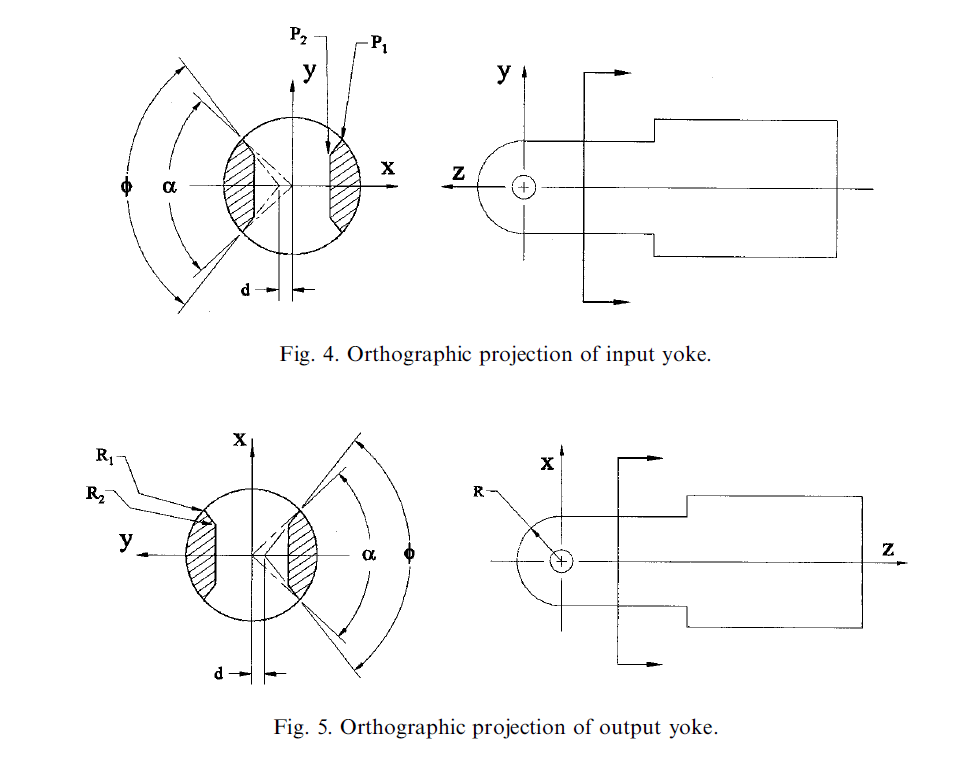 P2
P1
y
x
ϕ
α
d
y
z
Fig. 4. Orthographic projection of input yoke.
x
R1
R2
y
α
ϕ
d
x
R
z
Fig. 5. Orthographic projection of output yoke.